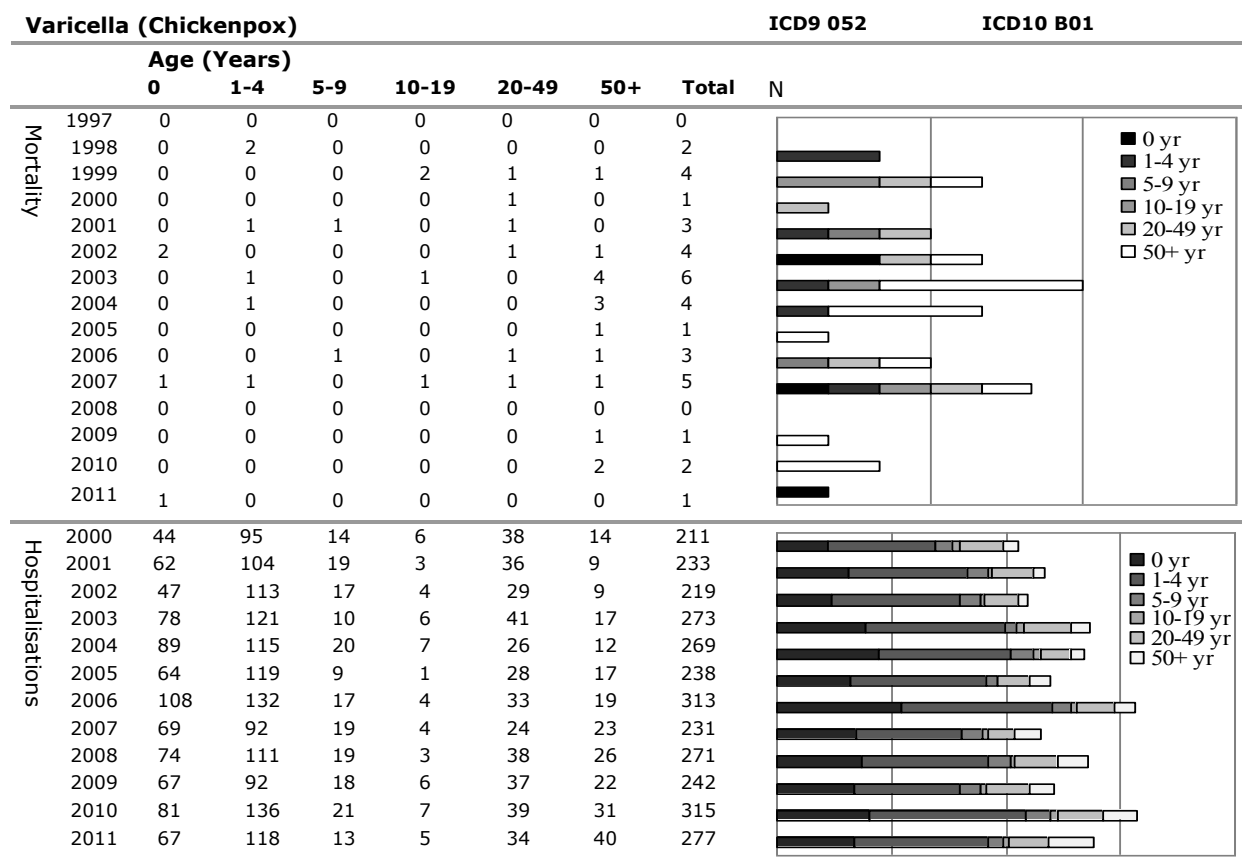 Varicella (Chickenpox) ICD9 052 ICD10 B01
Age (Years)
0 1-4 5-9 10-19 20-49 50+ Total N
Mortality
1997 0 0 0 0 0 0 0
1998 0 2 0 0 0 0 2
1999 0 0 0 2 1 1 4
2000 0 0 0 0 1 0 1
2001 0 1 1 0 1 0 3
2002 2 0 0 0 1 1 4
2003 0 1 0 1 0 4 6
2004 0 1 0 0 0 3 4
2005 0 0 0 0 0 1 1
2006 0 0 1 0 1 1 3
2007 1 1 0 1 1 1 5
2008 0 0 0 0 0 0 0
2009 0 0 0 0 0 1 1
2010 0 0 0 0 0 2 2
2011 1 0 0 0 0 0 1
0 yr
1-4 yr
5-9 yr
10-19 yr
20-49 yr
50+ yr
Hospitalisations
2000 44 95 14 6 38 14 211
2001 62 104 19 3 36 9 233
2002 47 113 17 4 29 9 219
2003 78 121 10 6 41 17 273
2004 89 115 20 7 26 12 269
2005 64 119 9 1 28 17 238
2006 108 132 17 4 33 19 313
2007 69 92 19 4 24 23 231
2008 74 111 19 3 38 26 271
2009 67 92 18 6 37 22 242
2010 81 136 21 7 39 31 315
2011 67 118 13 5 34 40 277
0 yr
1-4 yr
5-9 yr
10-19 yr
20-49 yr
50+ yr